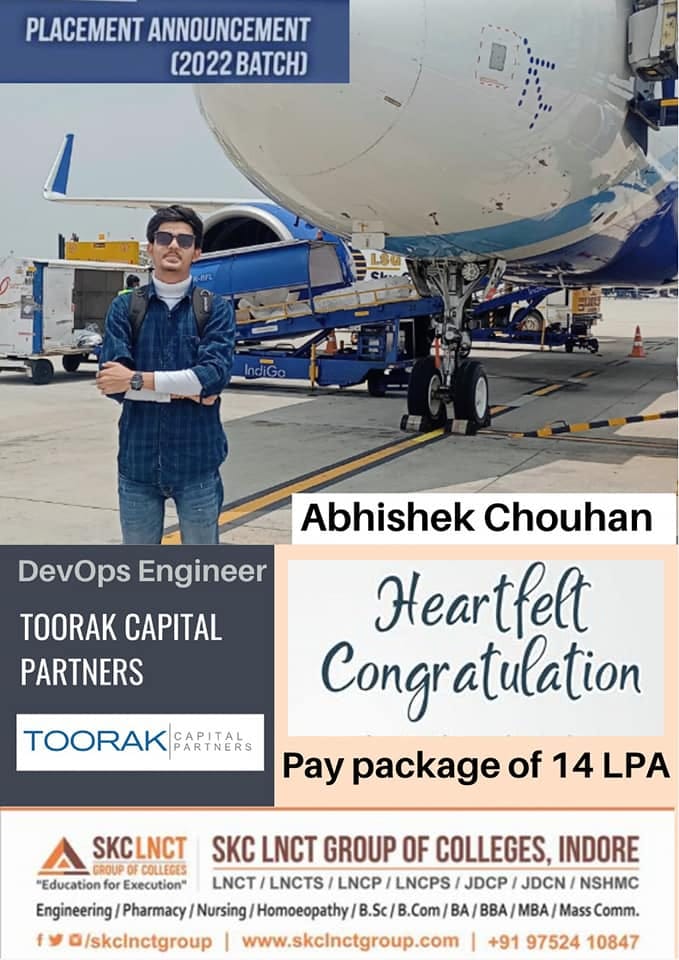 PLACEMENT ANNOUNCEMENT
(2022 BATCH)
IndiGo
Abhishek Chouhan
DevOps Engineer
TOORAK CAPITAL
PARTNERS
TOORAK CAPITAL
PARTNERS
Heartfelt
Congratulation
Pay package of 14 LPA
SKC LNCT
GROUP OF COLLEGES
"Education for Execution"
SKC LNCT GROUP OF COLLEGES, INDORE
LNCT / LNCTS / LNCP / LNCPS / JDCP / JDCN / NSHMC
Engineering / Pharmacy / Nursing / Homoeopathy / B.Sc / B.Com / BA / BBA / MBA / Mass Comm.
/skclnctgroup | www.skclnctgroup.com | +91 97524 10847